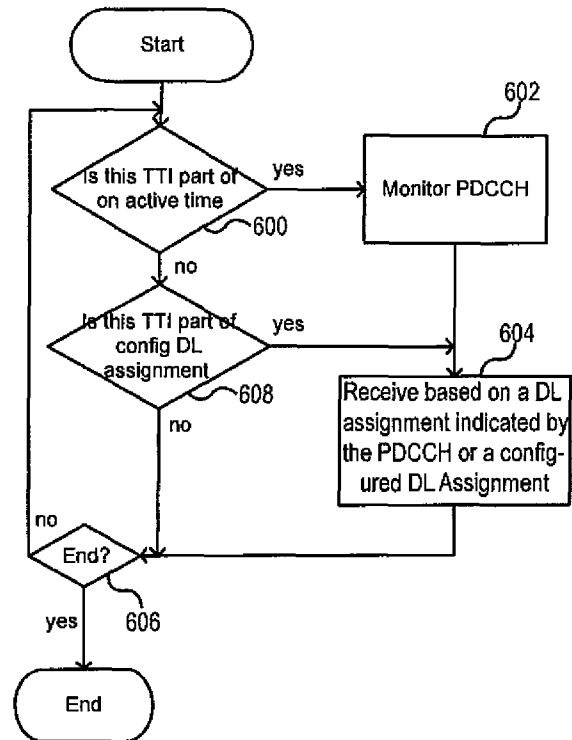 Start
602
Is this TTI part of
on active time
yes
Monitor PDCCH
600
no
Is this TTI part of
config DL
assignment
yes
604
608
Receive based on a DL
assignment indicated by
the PDCCH or a config-
ured DL Assignment
no
no
End?
606
yes
End